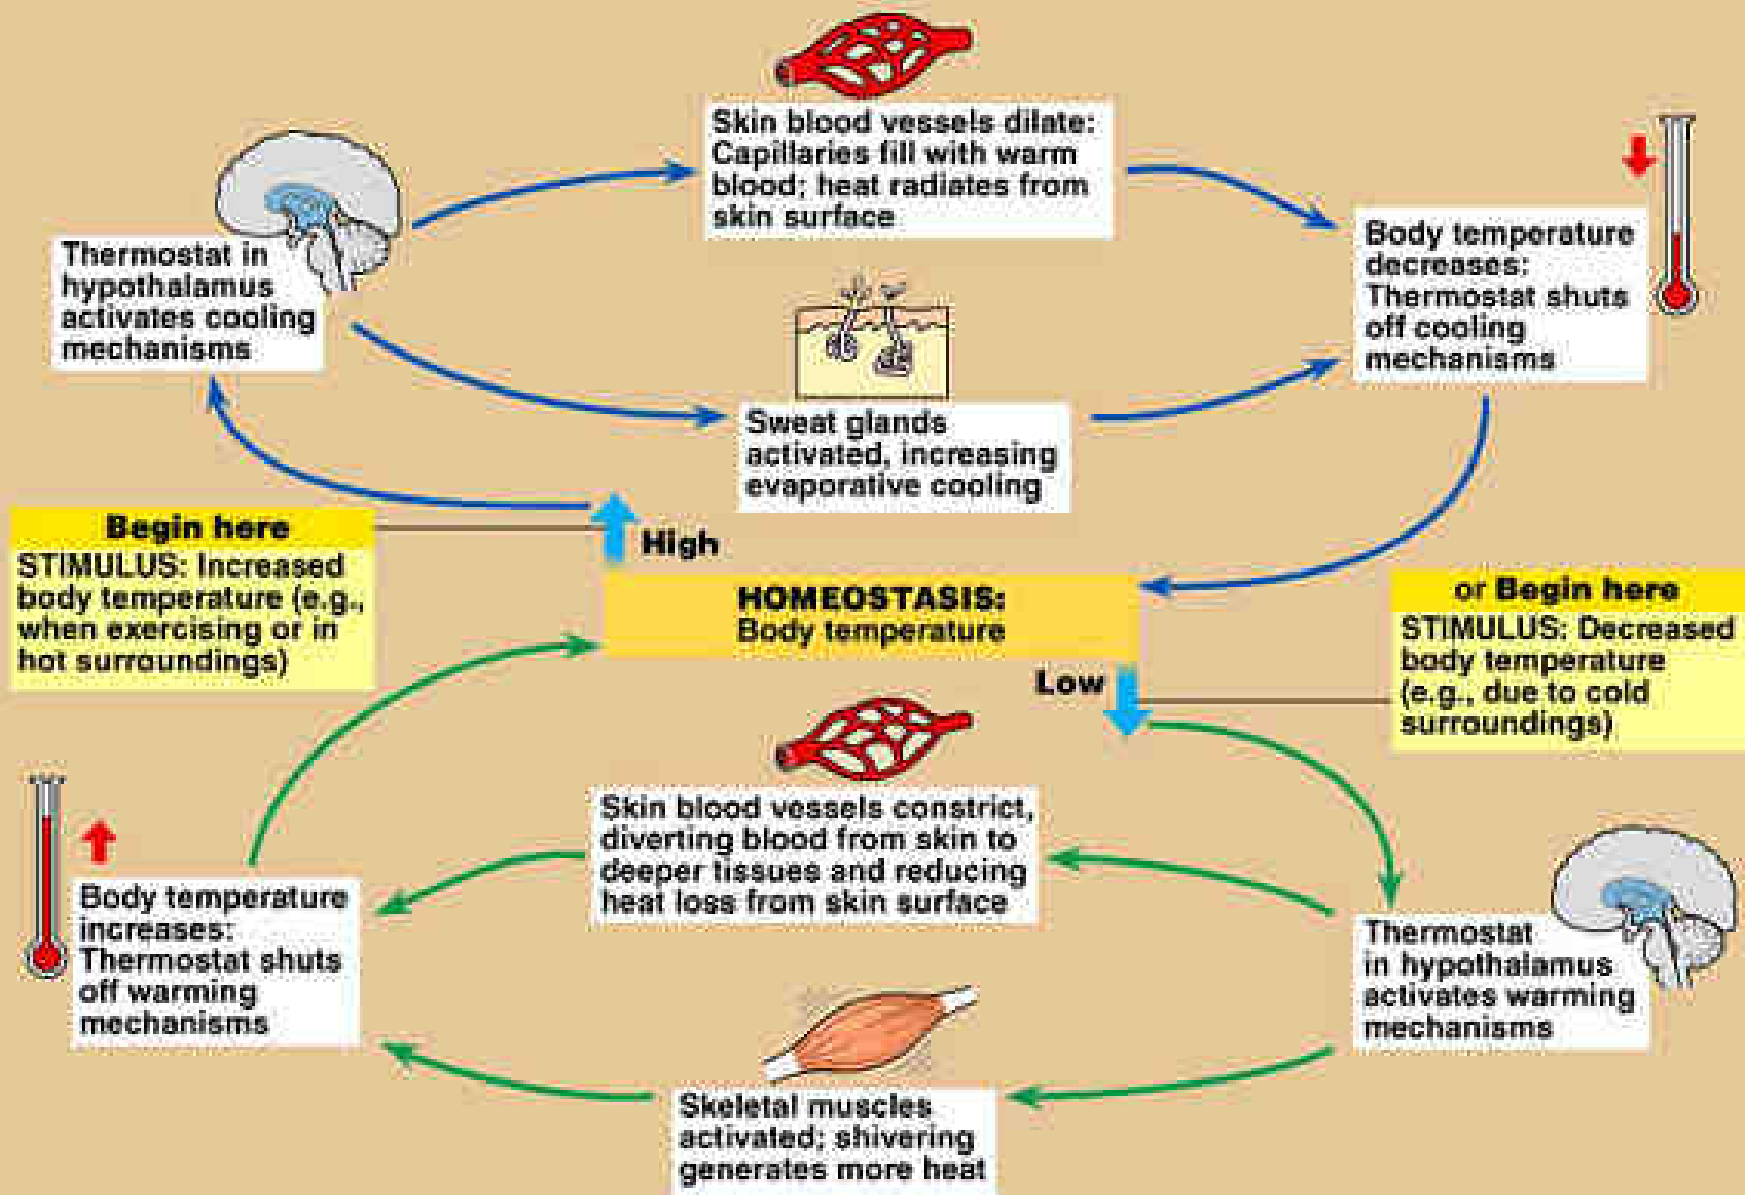 Skin blood vessels dilate:
Capillaries fill with warm
blood; heat radiates from
skin surface
Thermostat in
hypothalamus
activates cooling
mechanisms
Body temperature
decreases:
Thermostat shuts
off cooling
mechanisms
Sweat glands
activated, increasing
evaporative cooling
Begin here
STIMULUS: Increased
body temperature (e.g.,
when exercising or in
hot surroundings)
High
HOMEOSTASIS:
Body temperature
or Begin here
STIMULUS: Decreased
body temperature
(e.g., due to cold
surroundings)
Low
Skin blood vessels constrict,
diverting blood from skin to
deeper tissues and reducing
heat loss from skin surface
Body temperature
increases:
Thermostat shuts
off warming
mechanisms
Thermostat
in hypothalamus
activates warming
mechanisms
Skeletal muscles
activated; shivering
generates more heat